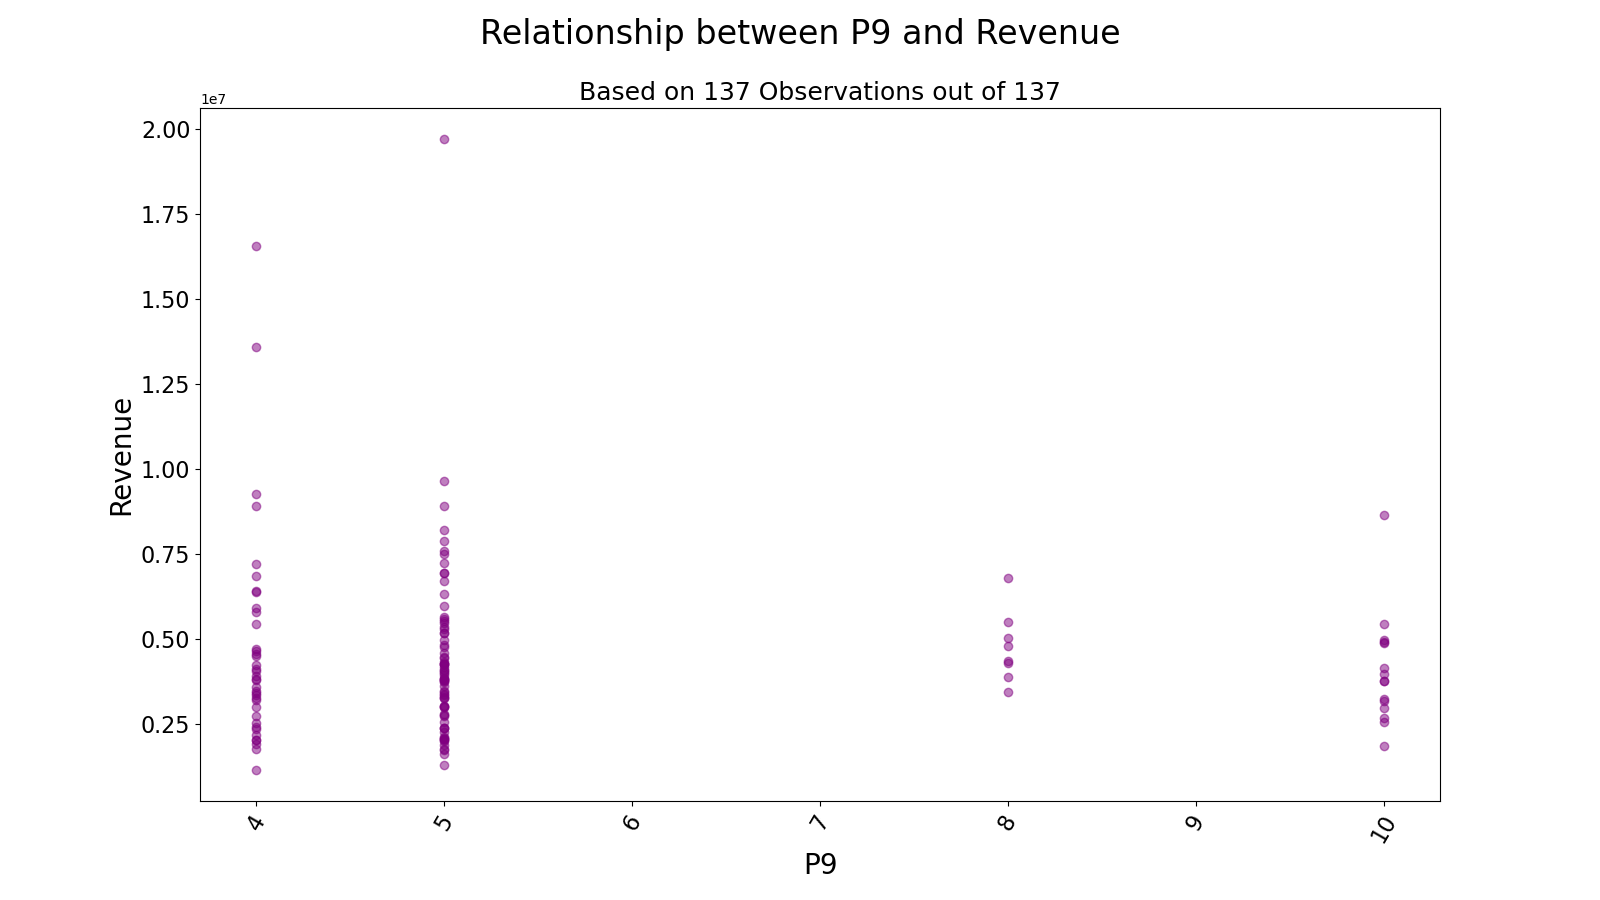 Relationship between P9 and Revenue
Based on 137 Observations out of 137
1e7
2.00
1.75
1.50
1.25
1.00
0.75
0.50
0.25
Revenue
4 5 6 7 8 9 10
P9